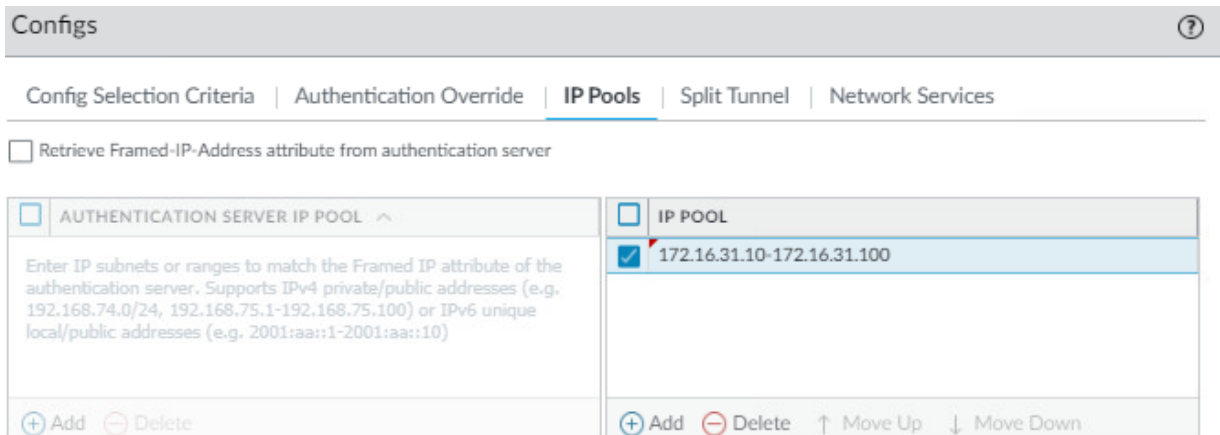 Configs
Config Selection Criteria | Authentication Override | IP Pools | Split Tunnel | Network Services
Retrieve Framed-IP-Address attribute from authentication server
AUTHENTICATION SERVER IP POOL
Enter IP subnets or ranges to match the Framed IP attribute of the
authentication server. Supports IPv4 private/public addresses (e.g.
192.168.74.0/24, 192.168.75.1-192.168.75.100) or IPv6 unique
local/public addresses (e.g. 2001:aa::1-2001:aa::10)
Add Delete
IP POOL
172.16.31.10-172.16.31.100
Add Delete ↑ Move Up ↓ Move Down